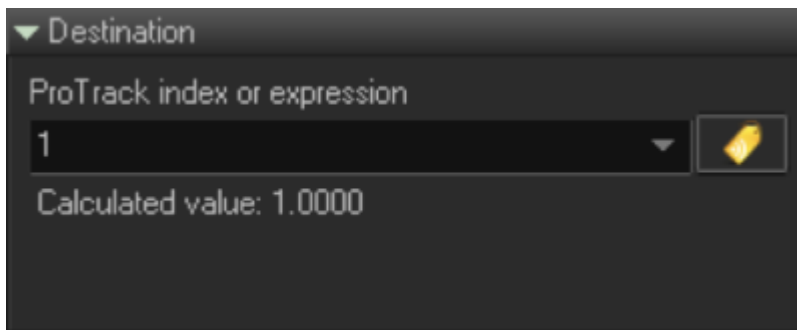 Destination
ProTrack index or expression
1
Calculated value: 1.0000